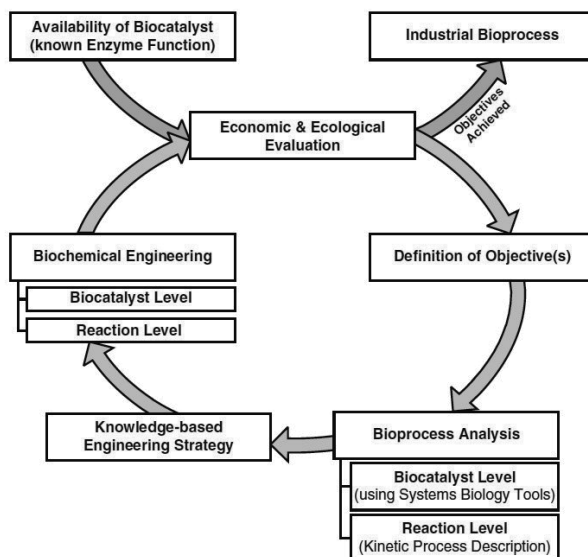 Availability of Biocatalyst
(known Enzyme Function)
Industrial Bioprocess
Objectives
Achieved
Economic & Ecological
Evaluation
Biochemical Engineering
Biocatalyst Level
Reaction Level
Definition of Objective(s)
Knowledge-based
Engineering Strategy
Bioprocess Analysis
Biocatalyst Level
(using Systems Biology Tools)
Reaction Level
(Kinetic Process Description)